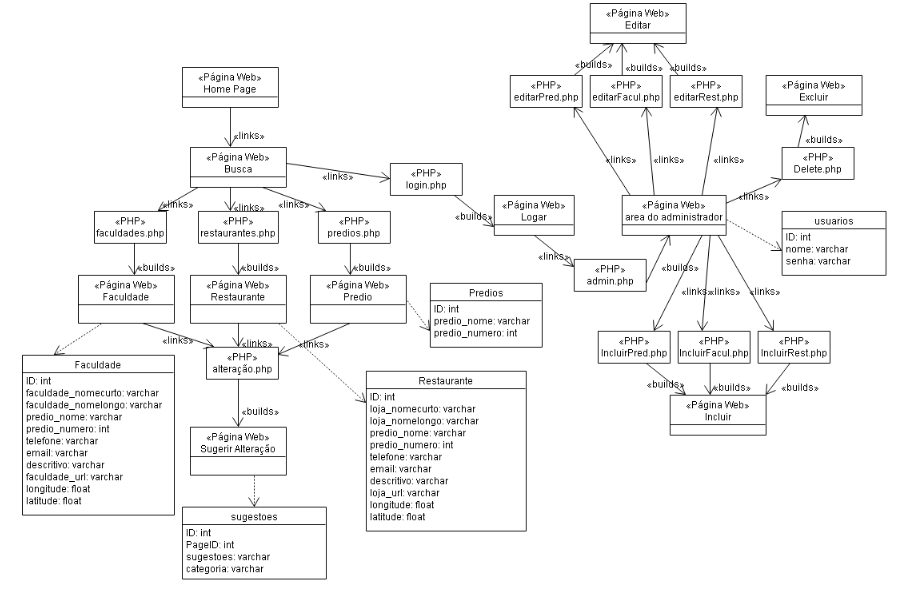 «Página Web»
Editar
«builds»
«builds»
«builds»
«PHP»
editarPred.php
«PHP»
editarFacul.php
«PHP»
editarRest.php
«Página Web»
Excluir
«Página Web»
Home Page
«links»
«builds»
«Página Web»
Busca
«links»
«PHP»
login.php
«links»
«links»
«links»
«PHP»
Delete.php
«links»
«links»
«links»
«links»
«builds»
«Página Web»
Logar
«Página Web»
area do administrador
«PHP»
faculdades.php
«PHP»
restaurantes.php
«PHP»
predios.php
usuarios
ID: int
nome: varchar
senha: varchar
«links»
«builds»
«builds»
«builds»
«PHP»
admin.php
«builds»
«Página Web»
Faculdade
«Página Web»
Restaurante
«Página Web»
Predio
Predios
ID: int
predio_nome: varchar
predio_numero: int
«links»
«links»
«links»
«links»
«links»
«links»
«PHP»
alteração.php
«PHP»
IncluirPred.php
«PHP»
IncluirFacul.php
«PHP»
IncluirRest.php
«builds»
«builds»
«builds»
«Página Web»
Incluir
Faculdade
ID: int
faculdade_nomecurto: varchar
faculdade_nomelongo: varchar
predio_nome: varchar
predio_numero: int
telefone: varchar
email: varchar
descritivo: varchar
faculdade_url: varchar
longitude: float
latitude: float
«builds»
«Página Web»
Sugerir Alteração
Restaurante
ID: int
loja_nomecurto: varchar
loja_nomelongo: varchar
predio_nome: varchar
predio_numero: int
telefone: varchar
email: varchar
descritivo: varchar
loja_url: varchar
longitude: float
latitude: float
sugestoes
ID: int
PageID: int
sugestoes: varchar
categoria: varchar